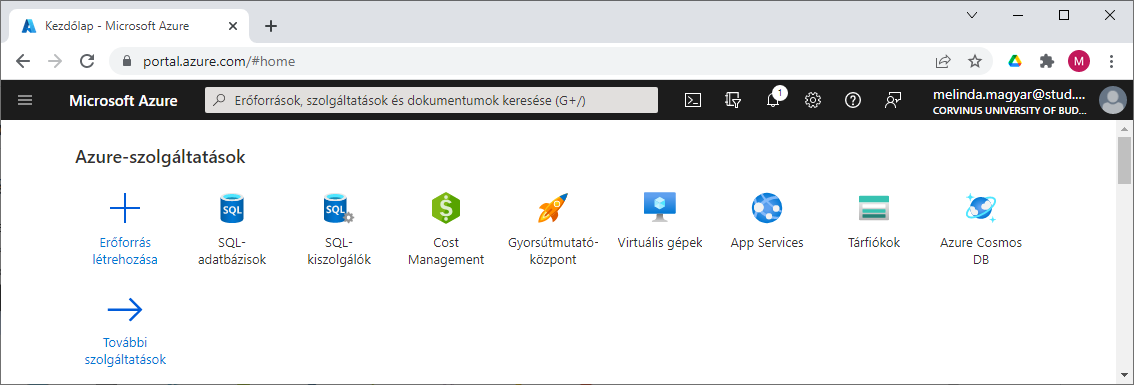 Kezdőlap - Microsoft Azure
portal.azure.com/#home
M
Microsoft Azure
Erőforrások, szolgáltatások és dokumentumok keresése (G+/)
1
melinda.magyar@stud....
CORVINUS UNIVERSITY OF BUD...
Azure-szolgáltatások
Erőforrás
létrehozása
SQL
SQL-
adatbázisok
SQL
SQL-
kiszolgálók
Cost
Management
Gyorsútmutató-
központ
Virtuális gépek
App Services
Tárfiókok
Azure Cosmos
DB
További
szolgáltatások